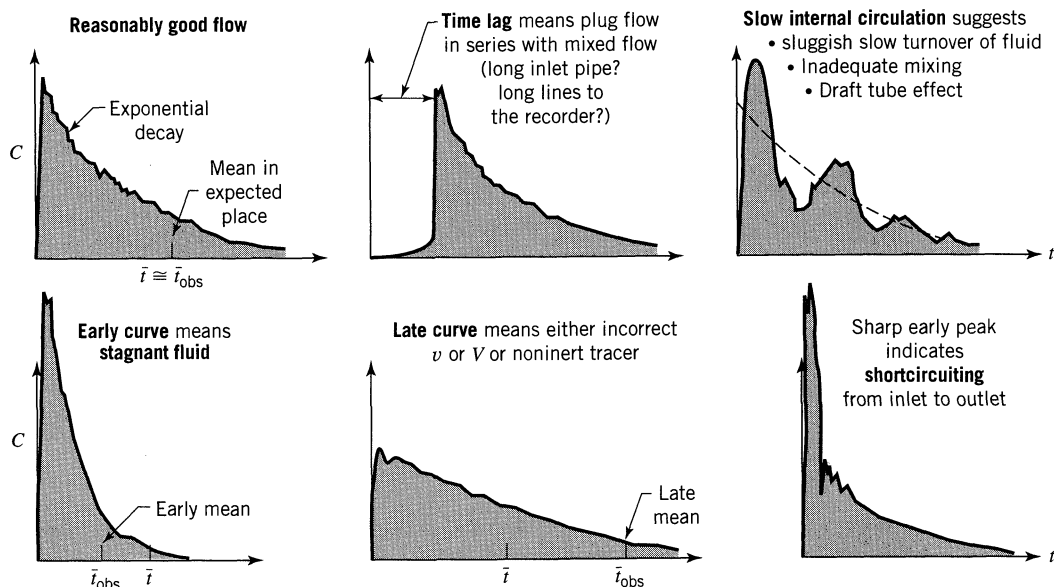 Reasonably good flow
C
Exponential
decay
Mean in
expected
place
t̄ ≅ t̄obs
Time lag means plug flow
in series with mixed flow
(long inlet pipe?
long lines to
the recorder?)
Slow internal circulation suggests
• sluggish slow turnover of fluid
• Inadequate mixing
• Draft tube effect
t
Early curve means
stagnant fluid
C
Early mean
t̄obs
t̄
Late curve means either incorrect
v or V or noninert tracer
Late
mean
t̄
t̄obs
Sharp early peak
indicates
shortcircuiting
from inlet to outlet
t